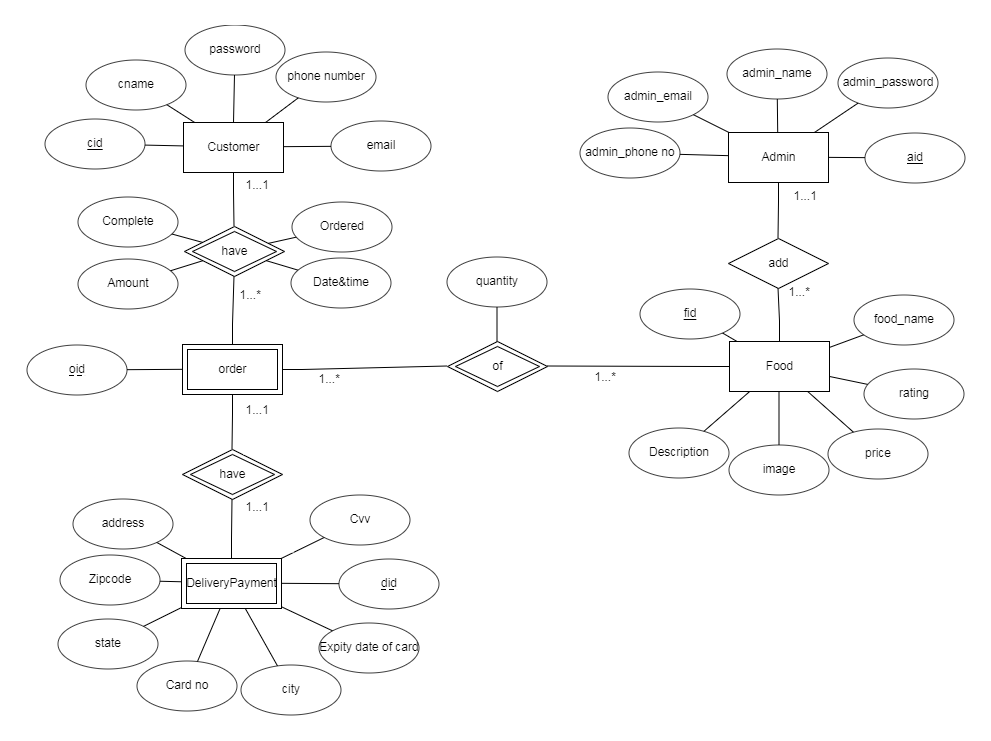 password
cname
phone number
cid
Customer
email
1...1
Complete
Ordered
have
Amount
Date&time
1...*
oid
order
1...*
1...1
have
1...1
address
Cvv
Zipcode
DeliveryPayment
did
state
Expity date of card
Card no
city
quantity
of
1...*
admin_name
admin_password
admin_email
admin_phone no
Admin
aid
1...1
add
1...*
fid
food_name
Food
rating
Description
image
price